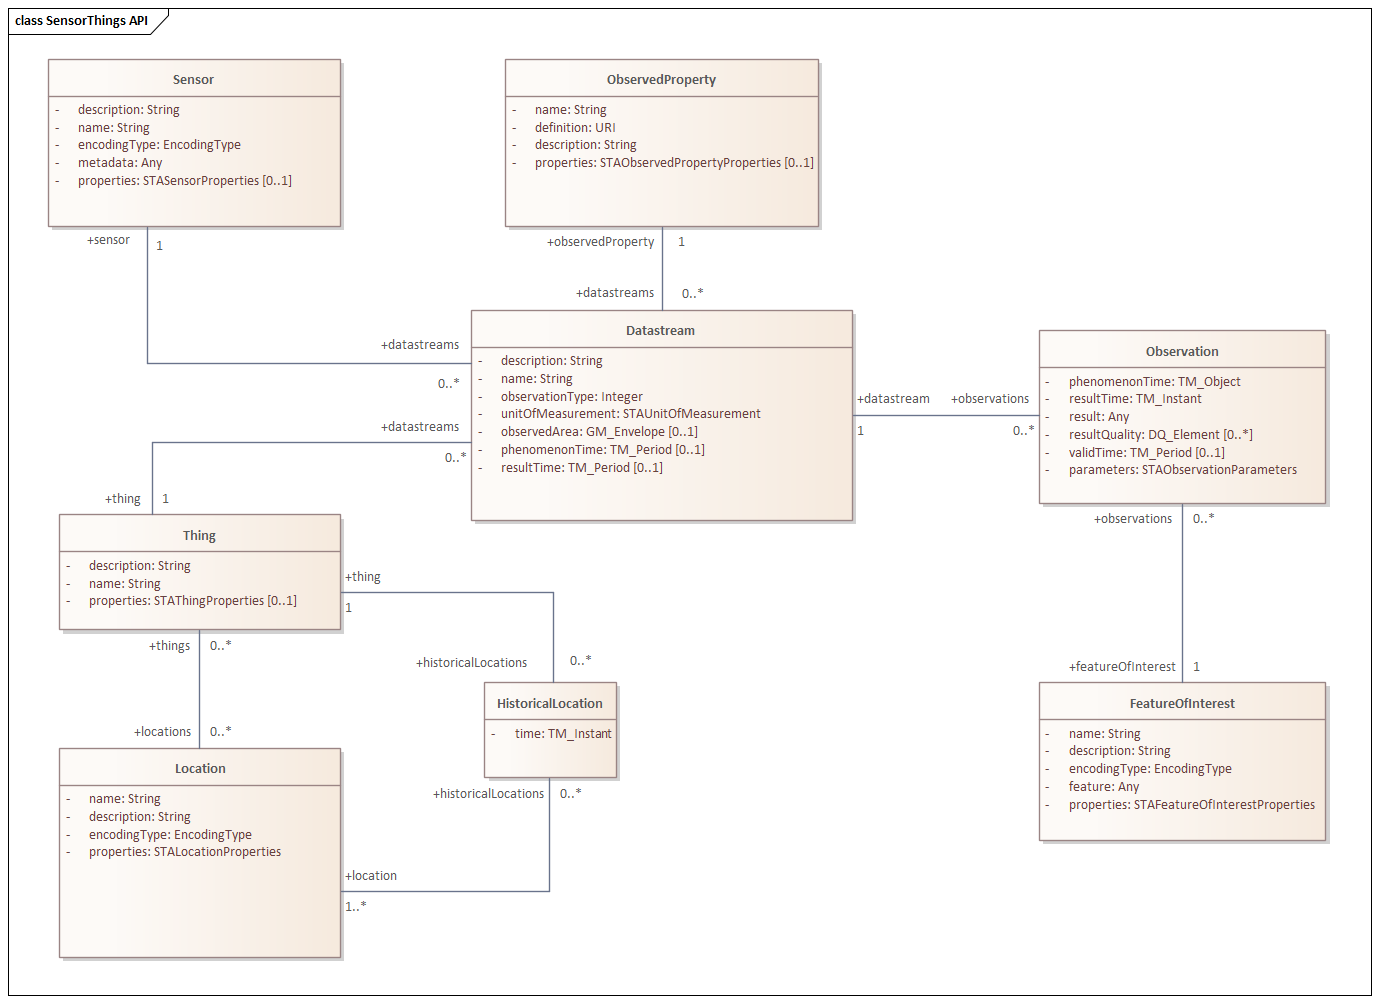 class SensorThings API
Sensor
- description: String
- name: String
- encodingType: EncodingType
- metadata: Any
- properties: STASensorProperties [0..1]
ObservedProperty
- name: String
- definition: URI
- description: String
- properties: STAObservedPropertyProperties [0..1]
+sensor
1
+observedProperty
1
+datastreams
0..*
+datastreams
0..*
Datastream
- description: String
- name: String
- observationType: Integer
- unitOfMeasurement: STAUnitOfMeasurement
- observedArea: GM_Envelope [0..1]
- phenomenonTime: TM_Period [0..1]
- resultTime: TM_Period [0..1]
+datastream
1
+observations
0..*
Observation
- phenomenonTime: TM_Object
- resultTime: TM_Instant
- result: Any
- resultQuality: DQ_Element [0..*]
- validTime: TM_Period [0..1]
- parameters: STAObservationParameters
+datastreams
0..*
+thing
1
Thing
- description: String
- name: String
- properties: STAThingProperties [0..1]
+thing
1
+historicalLocations
0..*
+things
0..*
+locations
0..*
HistoricalLocation
- time: TM_Instant
+historicalLocations
0..*
+location
1..*
Location
- name: String
- description: String
- encodingType: EncodingType
- properties: STALocationProperties
+observations
0..*
+featureOfInterest
1
FeatureOfInterest
- name: String
- description: String
- encodingType: EncodingType
- feature: Any
- properties: STAFeatureOfInterestProperties